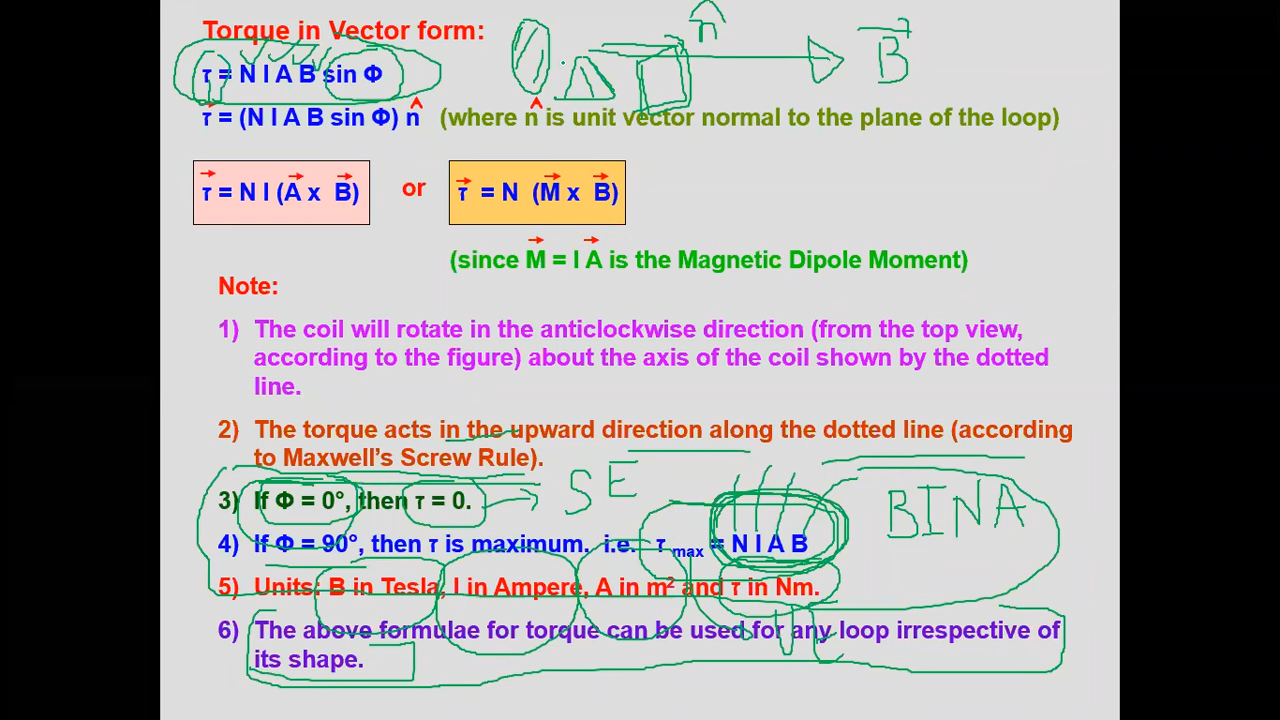 Torque in Vector form:
n̂
B⃗
τ = N I A B sin Φ
τ⃗ = (N I A B sin Φ) n̂ (where n̂ is unit vector normal to the plane of the loop)
τ⃗ = N I (A⃗ x B⃗) or τ⃗ = N (M⃗ x B⃗)
(since M⃗ = I A⃗ is the Magnetic Dipole Moment)
Note:
1) The coil will rotate in the anticlockwise direction (from the top view,
according to the figure) about the axis of the coil shown by the dotted
line.
2) The torque acts in the upward direction along the dotted line (according
to Maxwell’s Screw Rule).
3) If Φ = 0°, then τ = 0.
SE
BINA
4) If Φ = 90°, then τ is maximum. i.e. τ max = N I A B
5) Units: B in Tesla, I in Ampere, A in m² and τ in Nm.
6) The above formulae for torque can be used for any loop irrespective of
its shape.